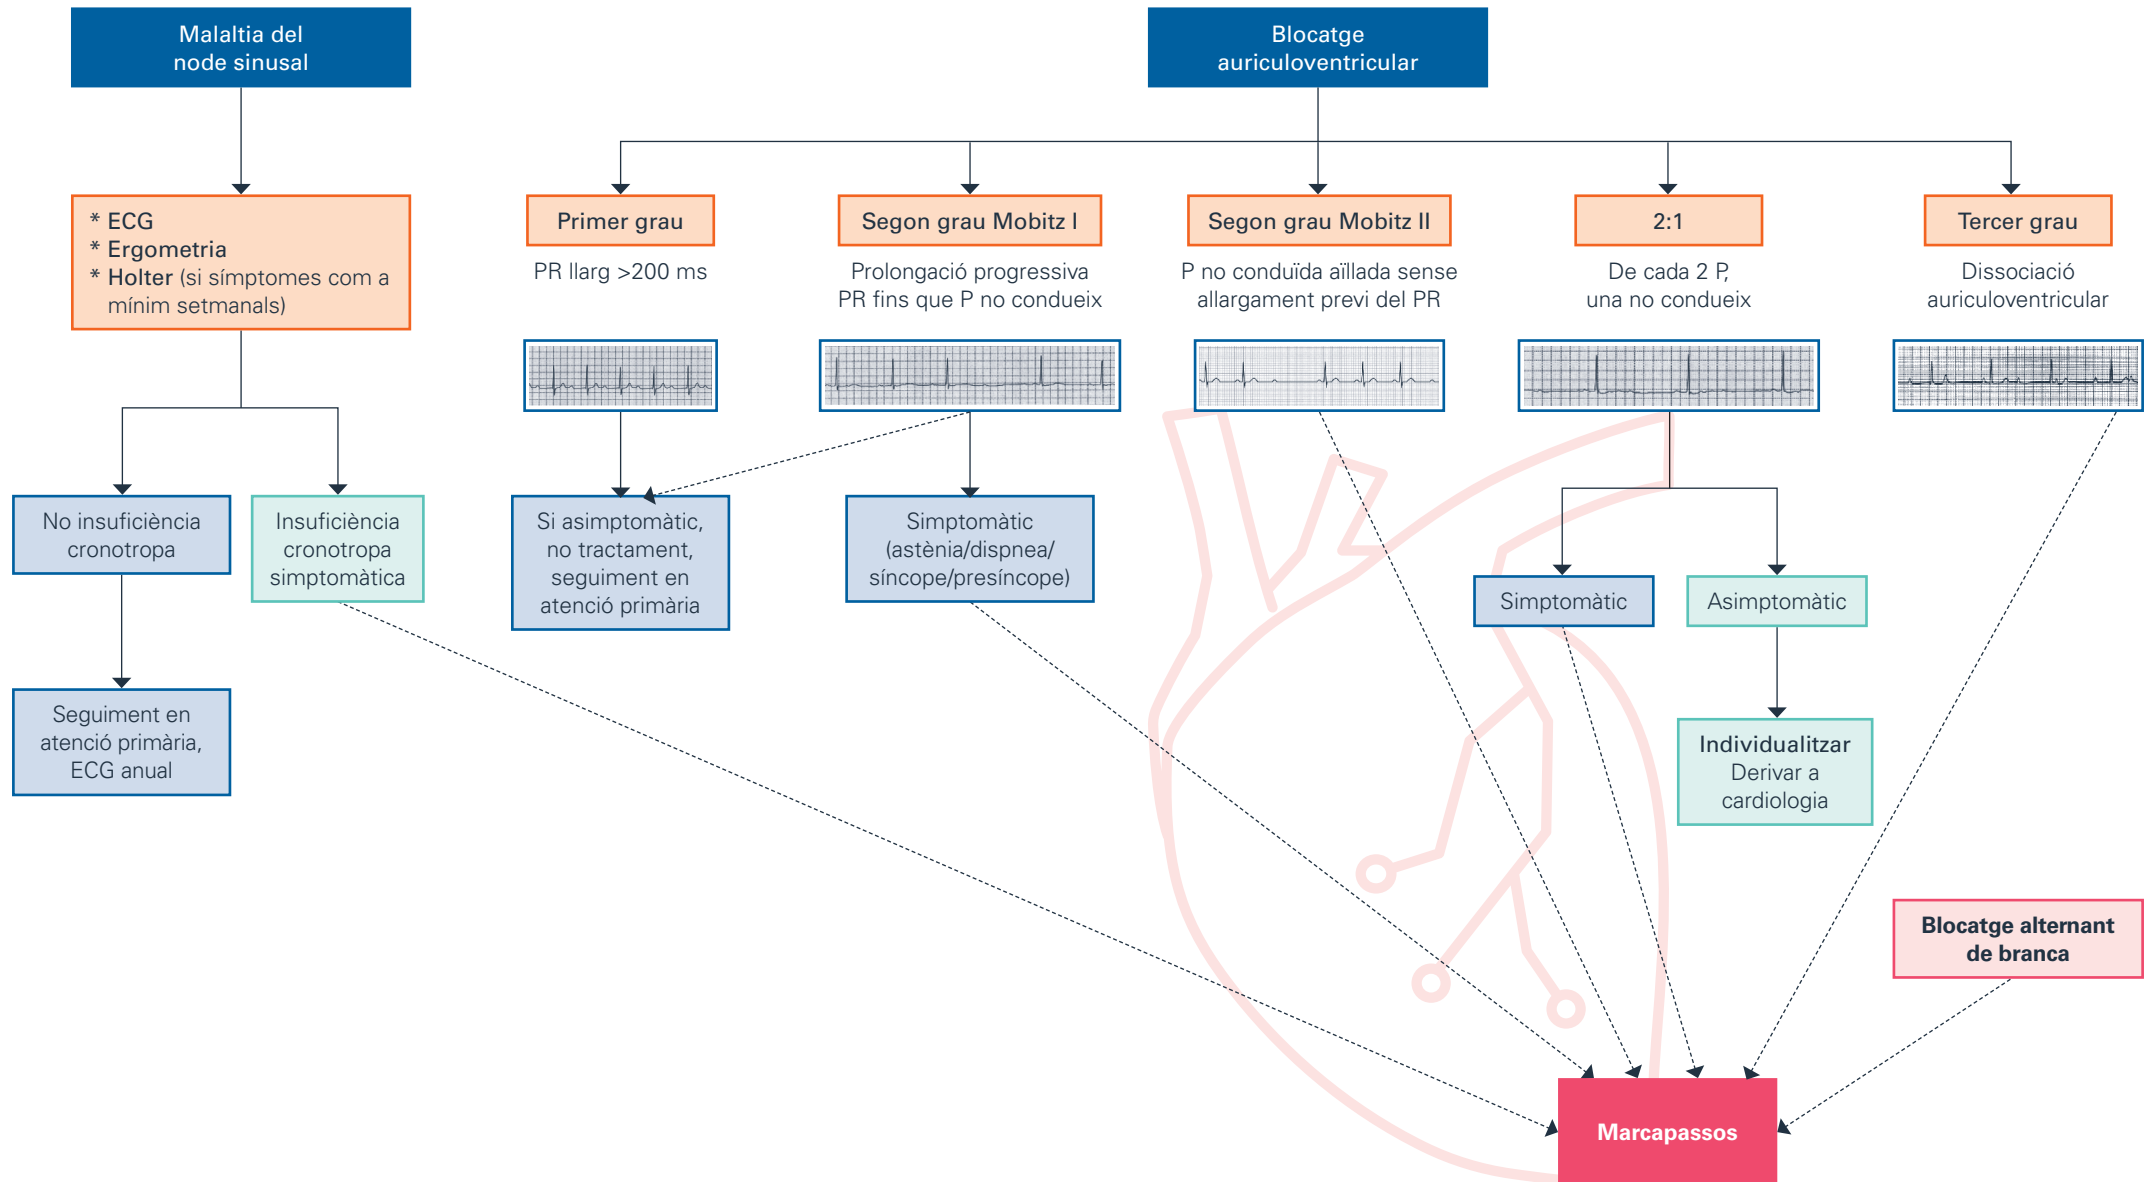 Malaltia del
node sinusal
Blocatge
auriculoventricular
* ECG
* Ergometria
* Holter (si símptomes com a
mínim setmanals)
Primer grau
PR llarg >200 ms
Segon grau Mobitz I
Prolongació progressiva
PR fins que P no condueix
Segon grau Mobitz II
P no conduïda aïllada sense
allargament previ del PR
2:1
De cada 2 P,
una no condueix
Tercer grau
Dissociació
auriculoventricular
No insuficiència
cronotropa
Insuficiència
cronotropa
simptomàtica
Si asimptomàtic,
no tractament,
seguiment en
atenció primària
Simptomàtic
(astènia/dispnea/
síncope/presíncope)
Simptomàtic
Asimptomàtic
Seguiment en
atenció primària,
ECG anual
Individualitzar
Derivar a
cardiologia
Blocatge alternant
de branca
Marcapassos